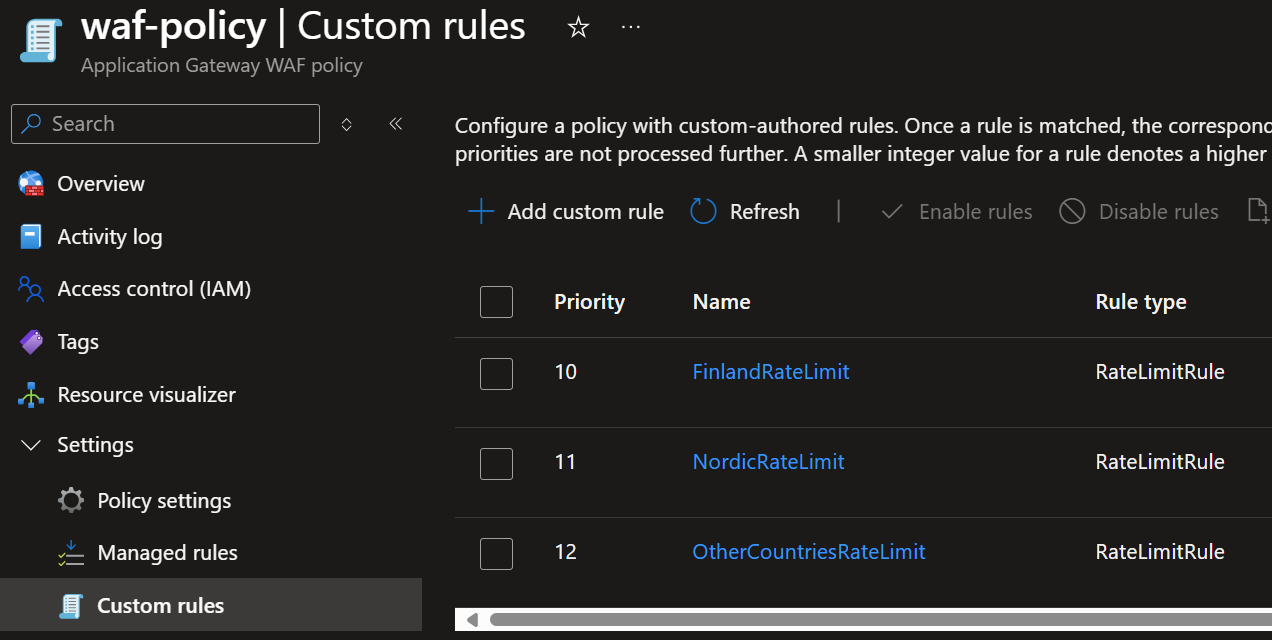 waf-policy | Custom rules
Application Gateway WAF policy
Search
Overview
Activity log
Access control (IAM)
Tags
Resource visualizer
Settings
Policy settings
Managed rules
Custom rules
Configure a policy with custom-authored rules. Once a rule is matched, the correspond
priorities are not processed further. A smaller integer value for a rule denotes a higher
Add custom rule Refresh | Enable rules Disable rules
Priority Name Rule type
10 FinlandRateLimit RateLimitRule
11 NordicRateLimit RateLimitRule
12 OtherCountriesRateLimit RateLimitRule